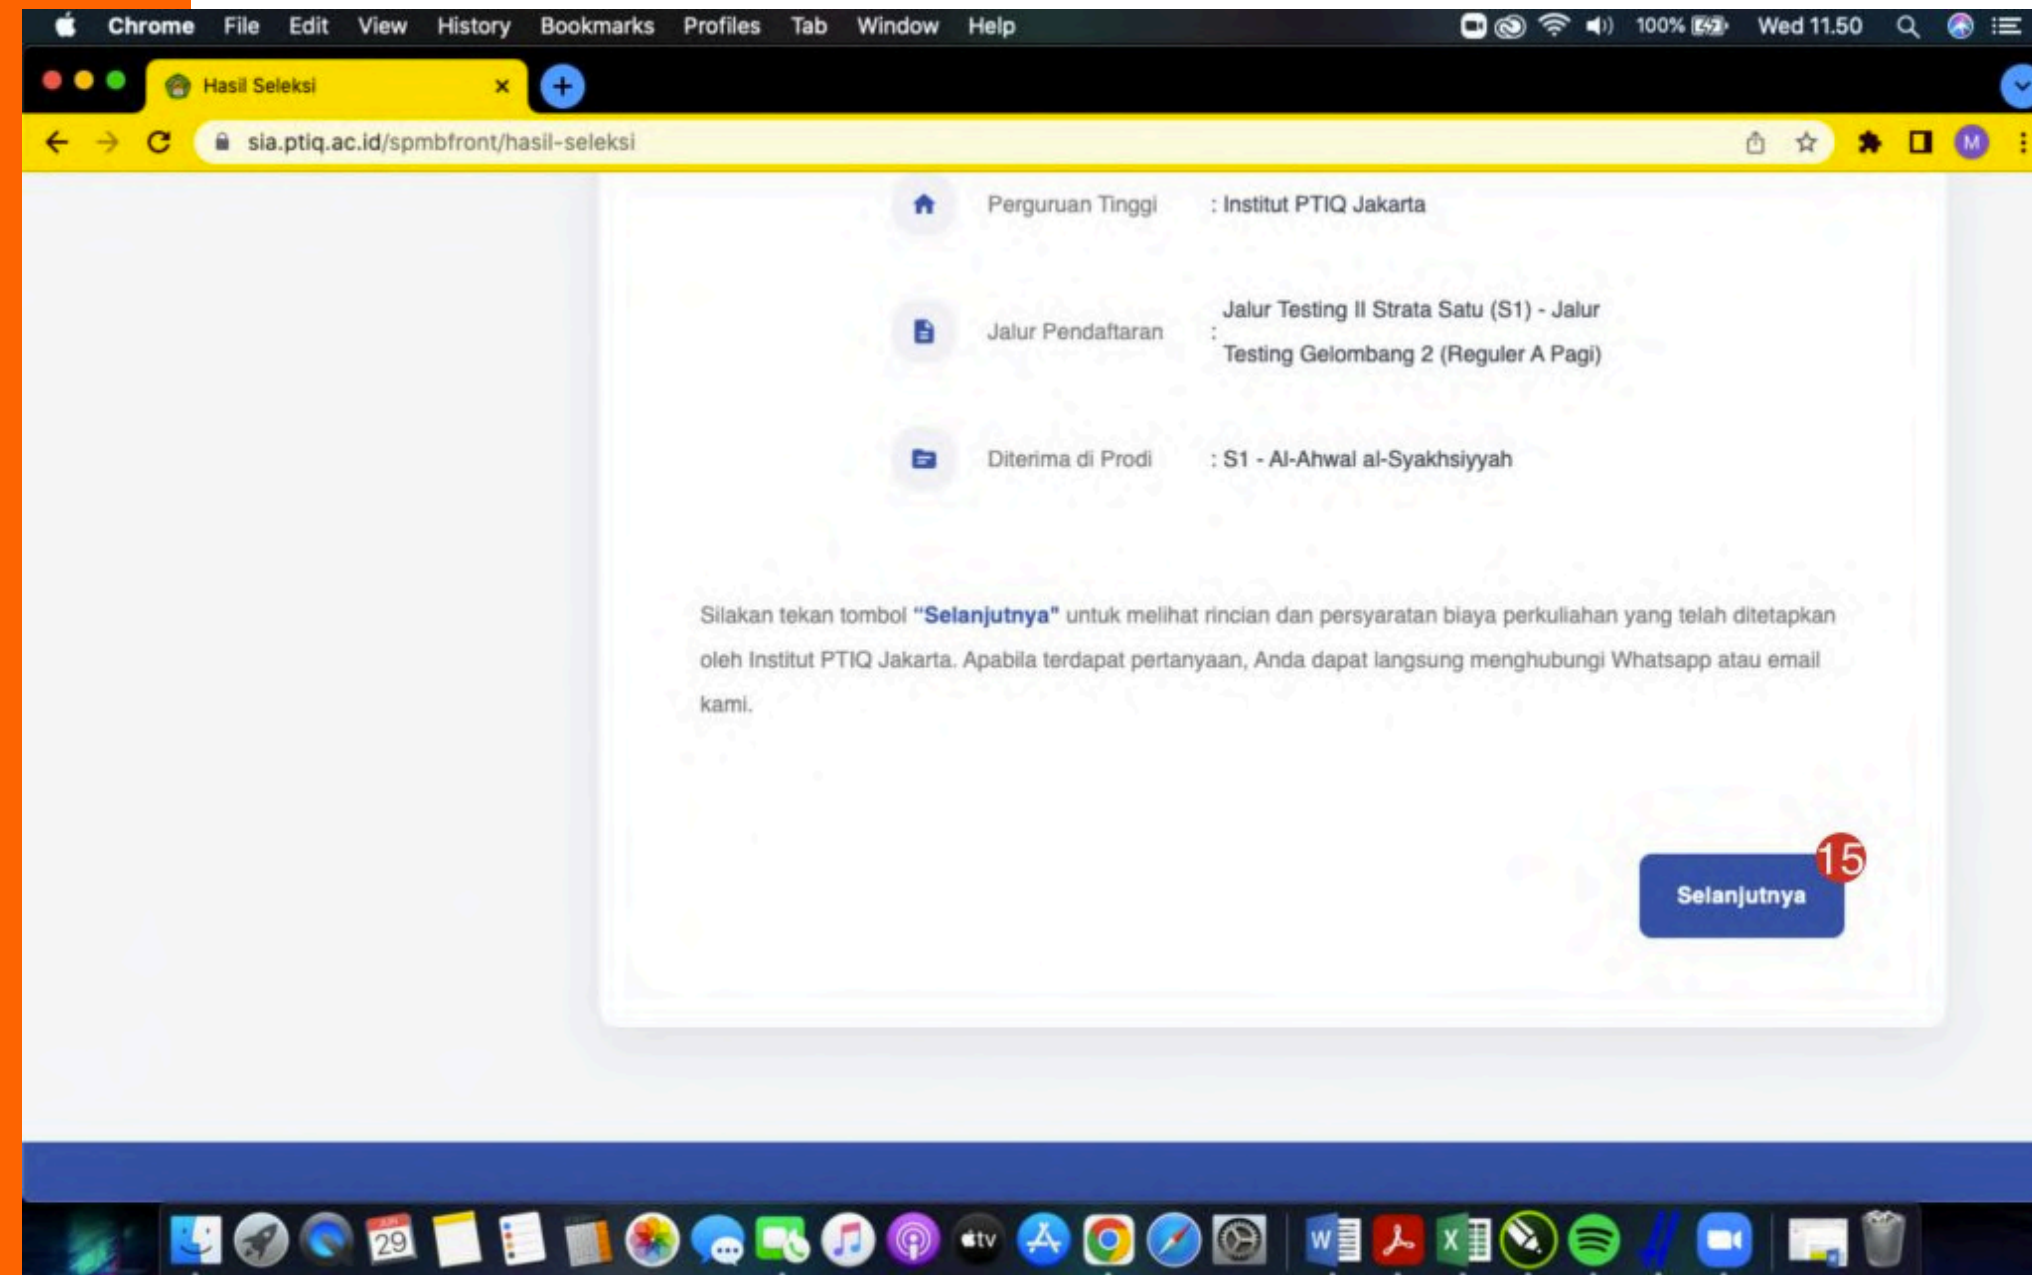 Chrome File Edit View History Bookmarks Profiles Tab Window Help 100% Wed 11.50
Hasil Seleksi
sia.ptiq.ac.id/spmbfront/hasil-seleksi M
Perguruan Tinggi : Institut PTIQ Jakarta
Jalur Pendaftaran : Jalur Testing II Strata Satu (S1) - Jalur
Testing Gelombang 2 (Reguler A Pagi)
Diterima di Prodi : S1 - Al-Ahwal al-Syakhsiyyah
Silakan tekan tombol “Selanjutnya” untuk melihat rincian dan persyaratan biaya perkuliahan yang telah ditetapkan
oleh Institut PTIQ Jakarta. Apabila terdapat pertanyaan, Anda dapat langsung menghubungi Whatsapp atau email
kami.
15
Selanjutnya
JUN
29
tv
W
X